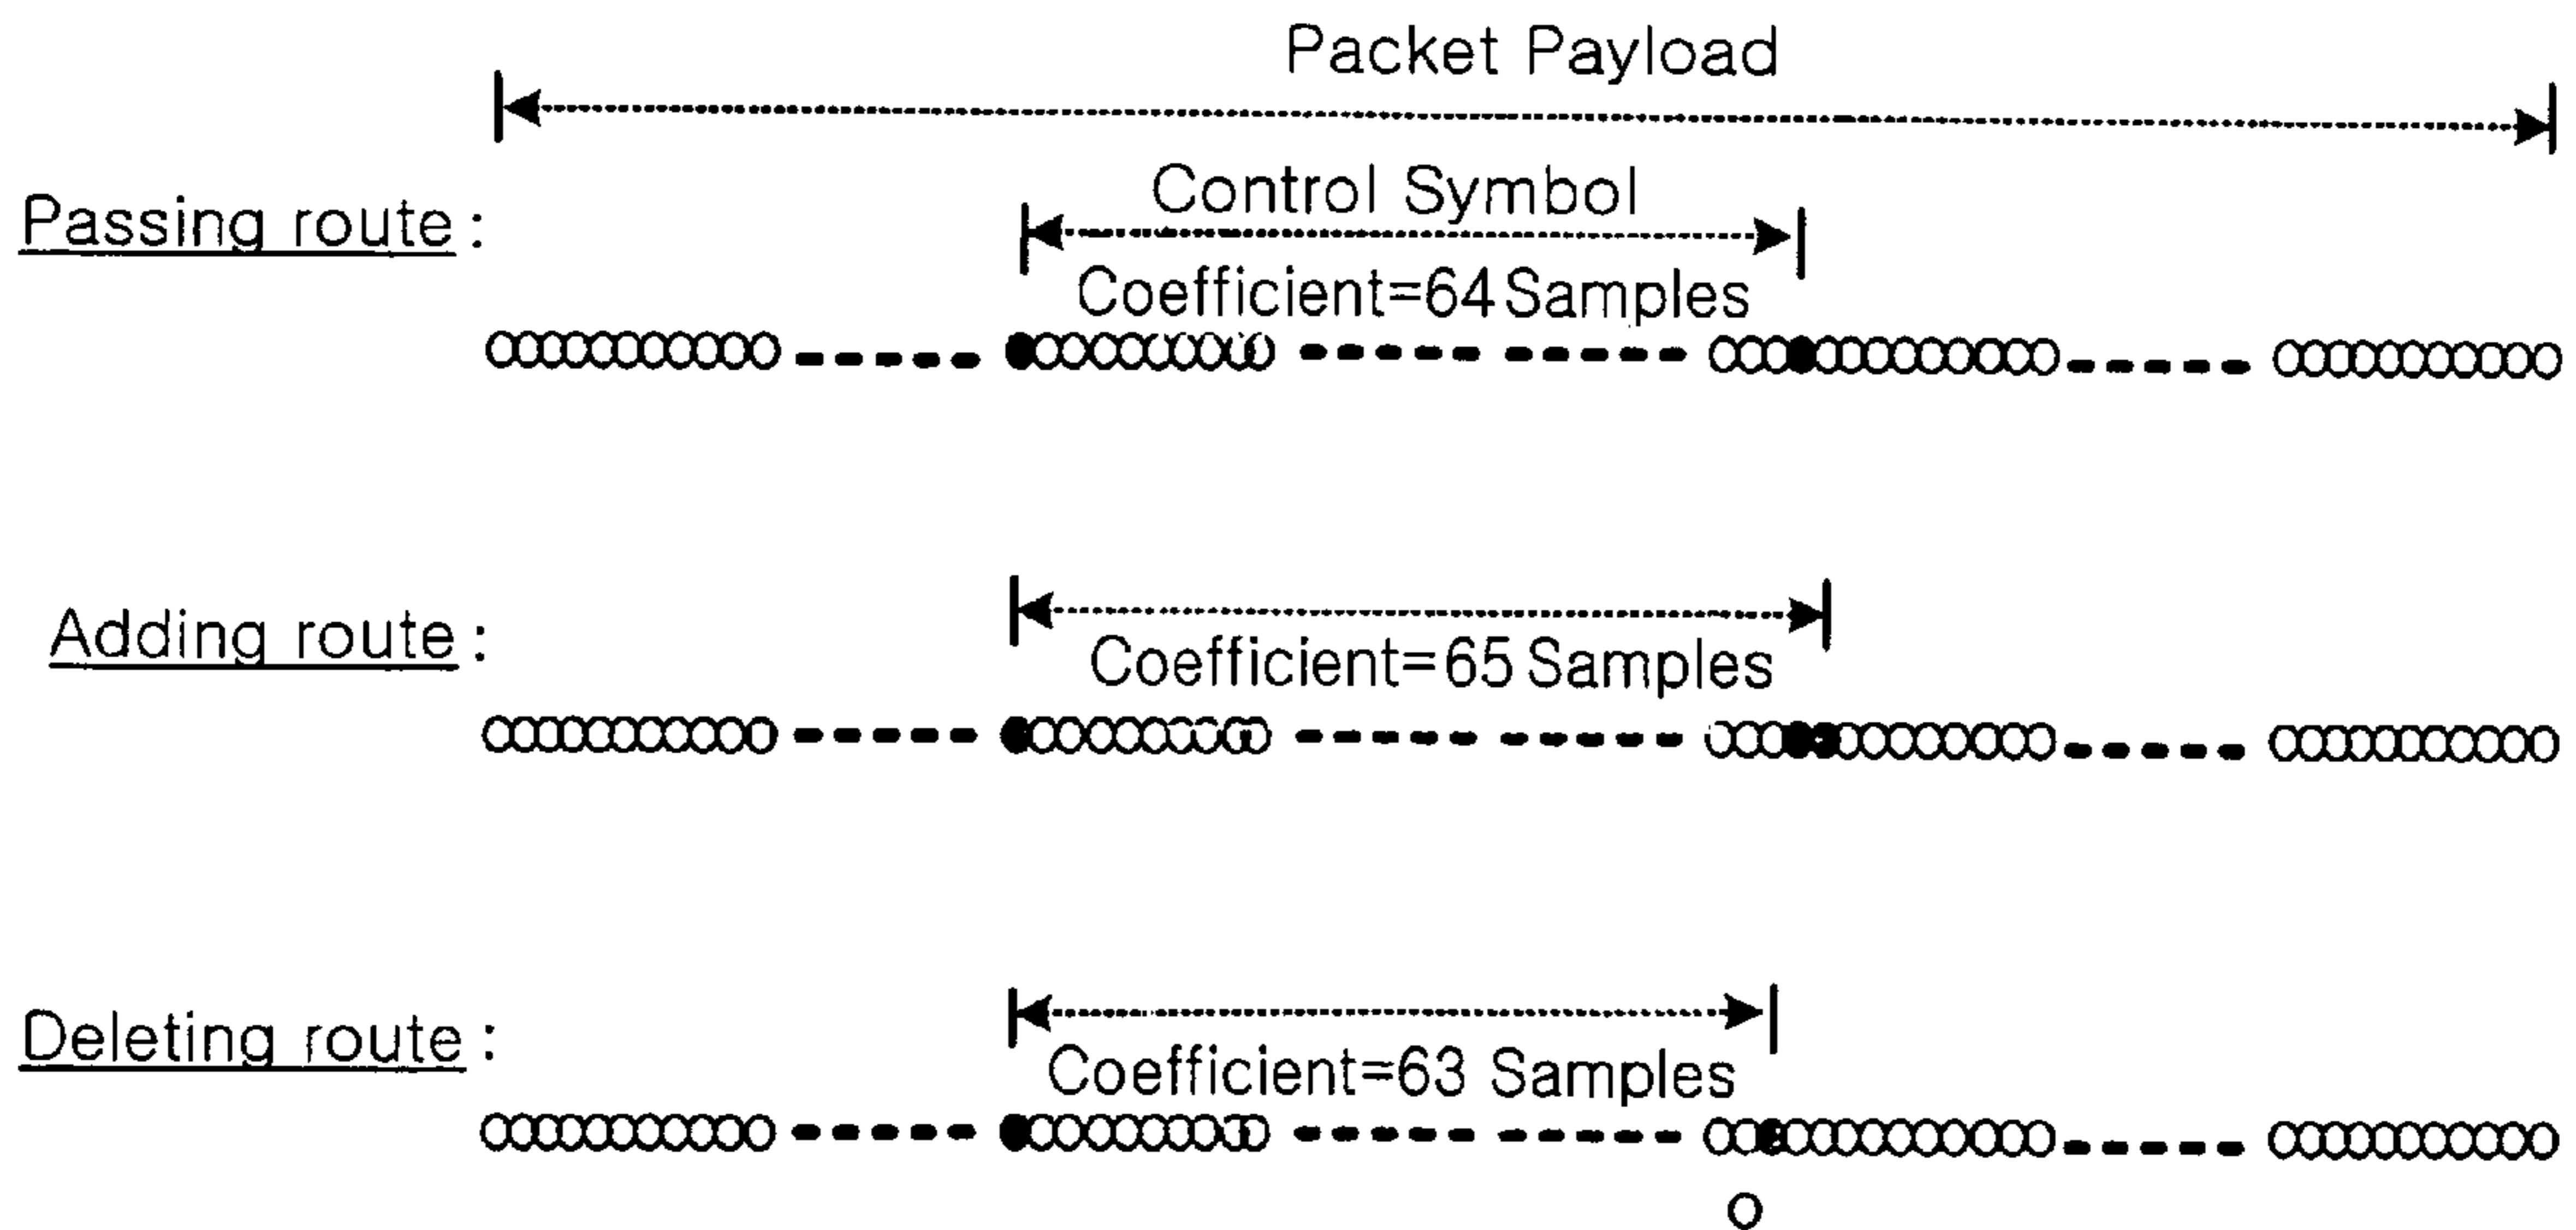 Packet Payload
Control Symbol
Passing route :
Coefficient=64 Samples
Adding route :
Coefficient=65 Samples
Deleting route :
Coefficient=63 Samples